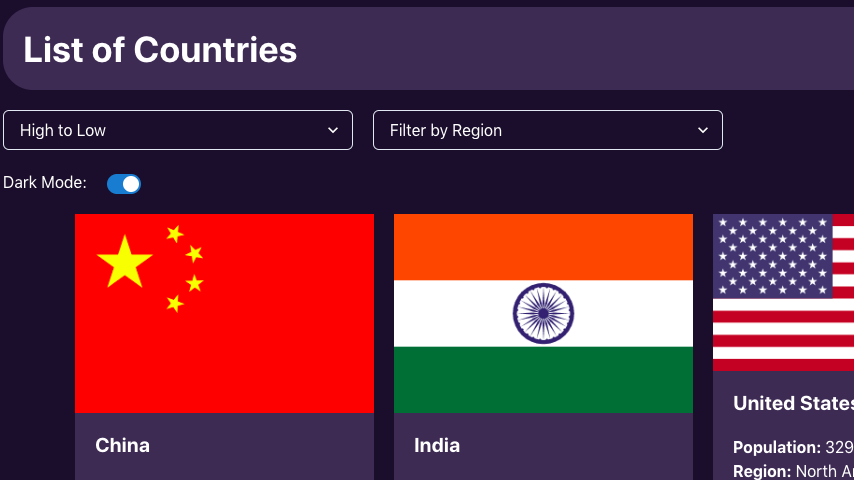 List of Countries
High to Low
Filter by Region
Dark Mode:
China
India
United States
Population: 329
Region: North